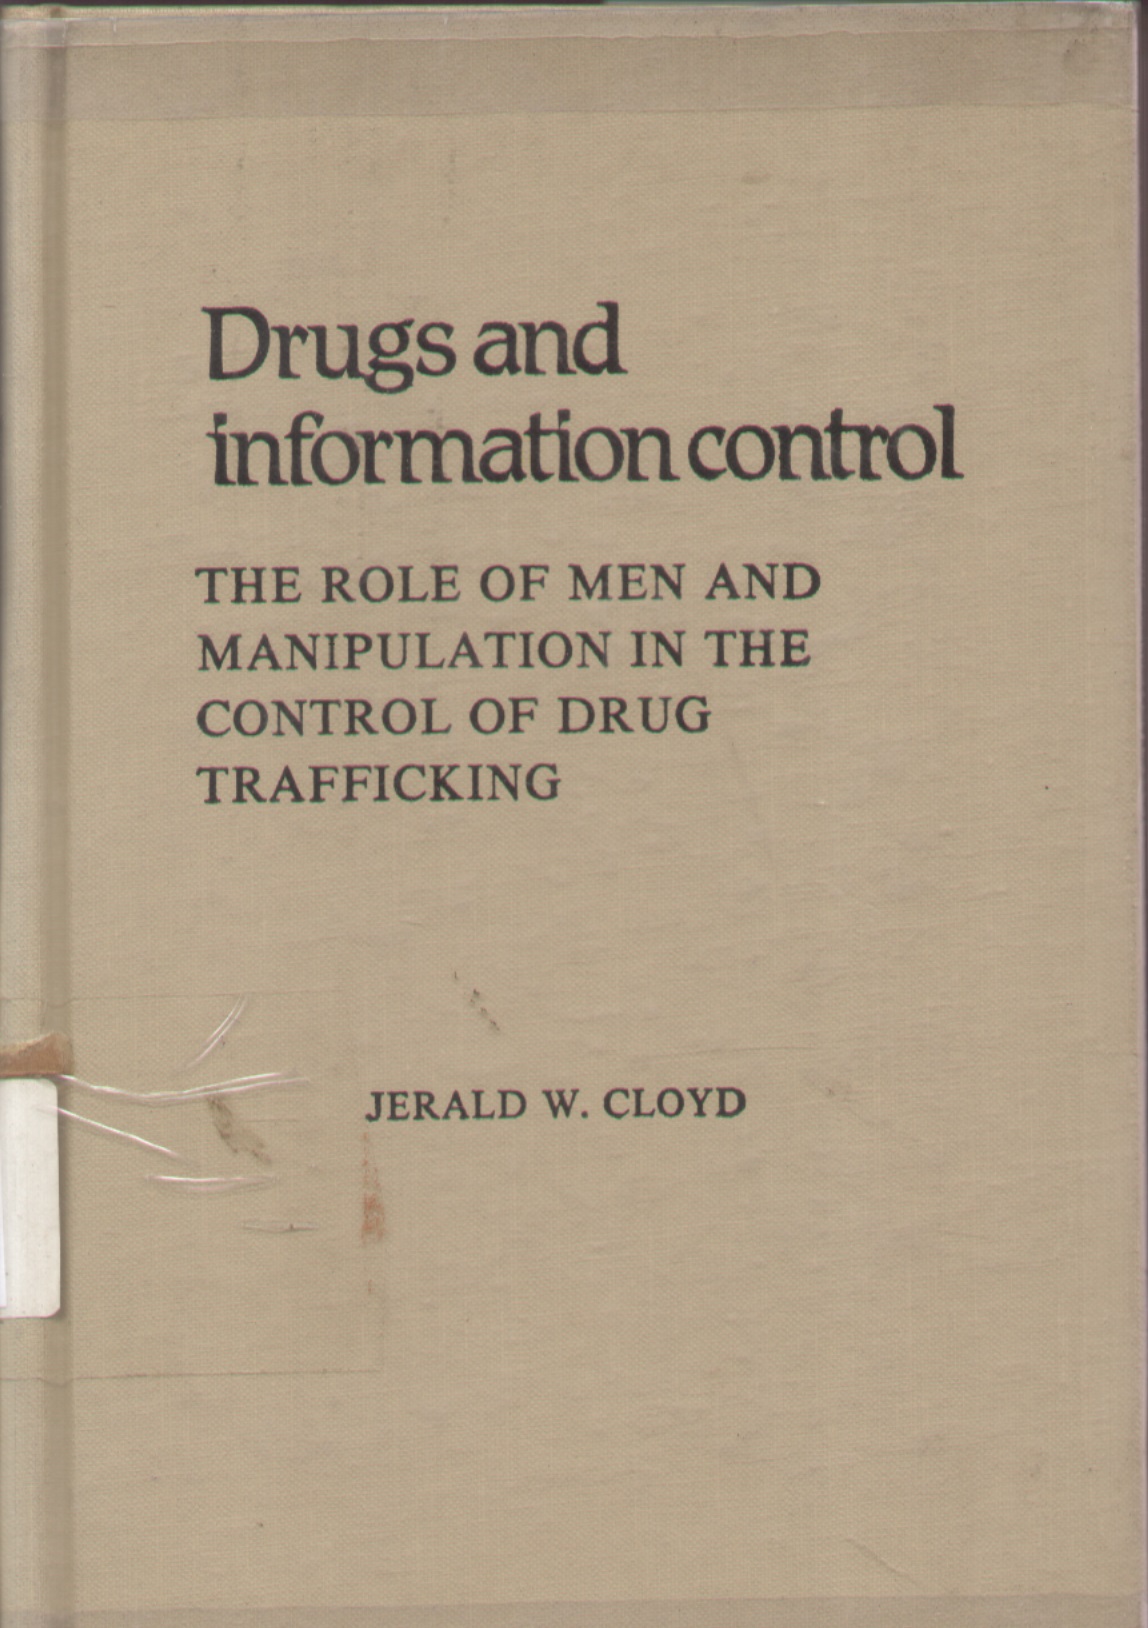 Drugs and
information control
THE ROLE OF MEN AND
MANIPULATION IN THE
CONTROL OF DRUG
TRAFFICKING
JERALD W. CLOYD